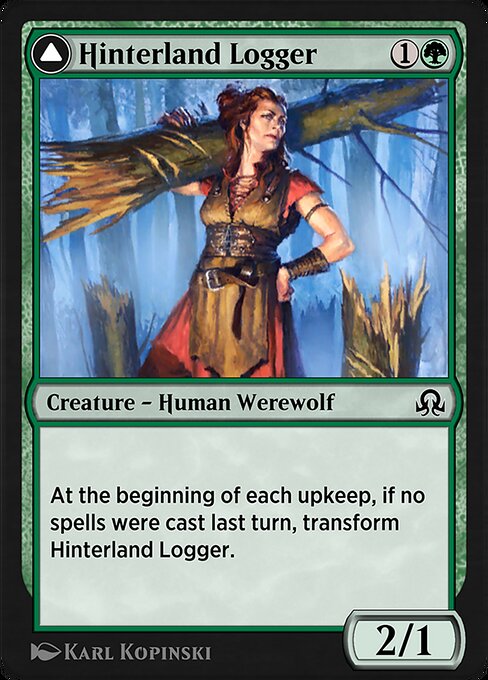 Hinterland Logger 1
Creature – Human Werewolf
At the beginning of each upkeep, if no
spells were cast last turn, transform
Hinterland Logger.
2/1
KARL KOPINSKI